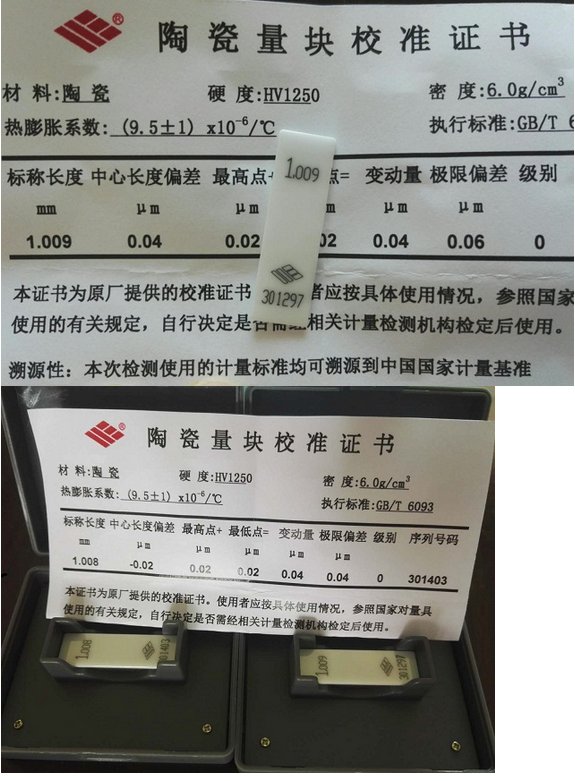 ®
陶瓷量块校准证书
材料:陶瓷 硬度:HV1250 密度:6.0g/cm³
热膨胀系数: (9.5±1) x10⁻⁶/℃ 执行标准:GB/T 6
标称长度 中心长度偏差 最高点+ 点= 变动量 极限偏差 级别
mm μm μm μm μm
1.009 0.04 0.02 02 0.04 0.06 0
1.009
301297
本证书为原厂提供的校准证书 者应按具体使用情况，参照国家
使用的有关规定，自行决定是否需经相关计量检测机构检定后使用。
溯源性：本次检测使用的计量标准均可溯源到中国国家计量基准
®
陶瓷量块校准证书
材料:陶瓷 硬度:HV1250 密度:6.0g/cm³
热膨胀系数: (9.5±1) x10⁻⁶/℃ 执行标准:GB/T 6093
标称长度 中心长度偏差 最高点+ 最低点= 变动量 极限偏差 级别 序列号码
mm μm μm μm μm μm
1.008 -0.02 0.02 0.02 0.04 0.04 0 301403
本证书为原厂提供的校准证书。使用者应按具体使用情况，参照国家对量具
使用的有关规定，自行决定是否需经相关计量检测机构检定后使用。
1.008 301403
1.009 301297